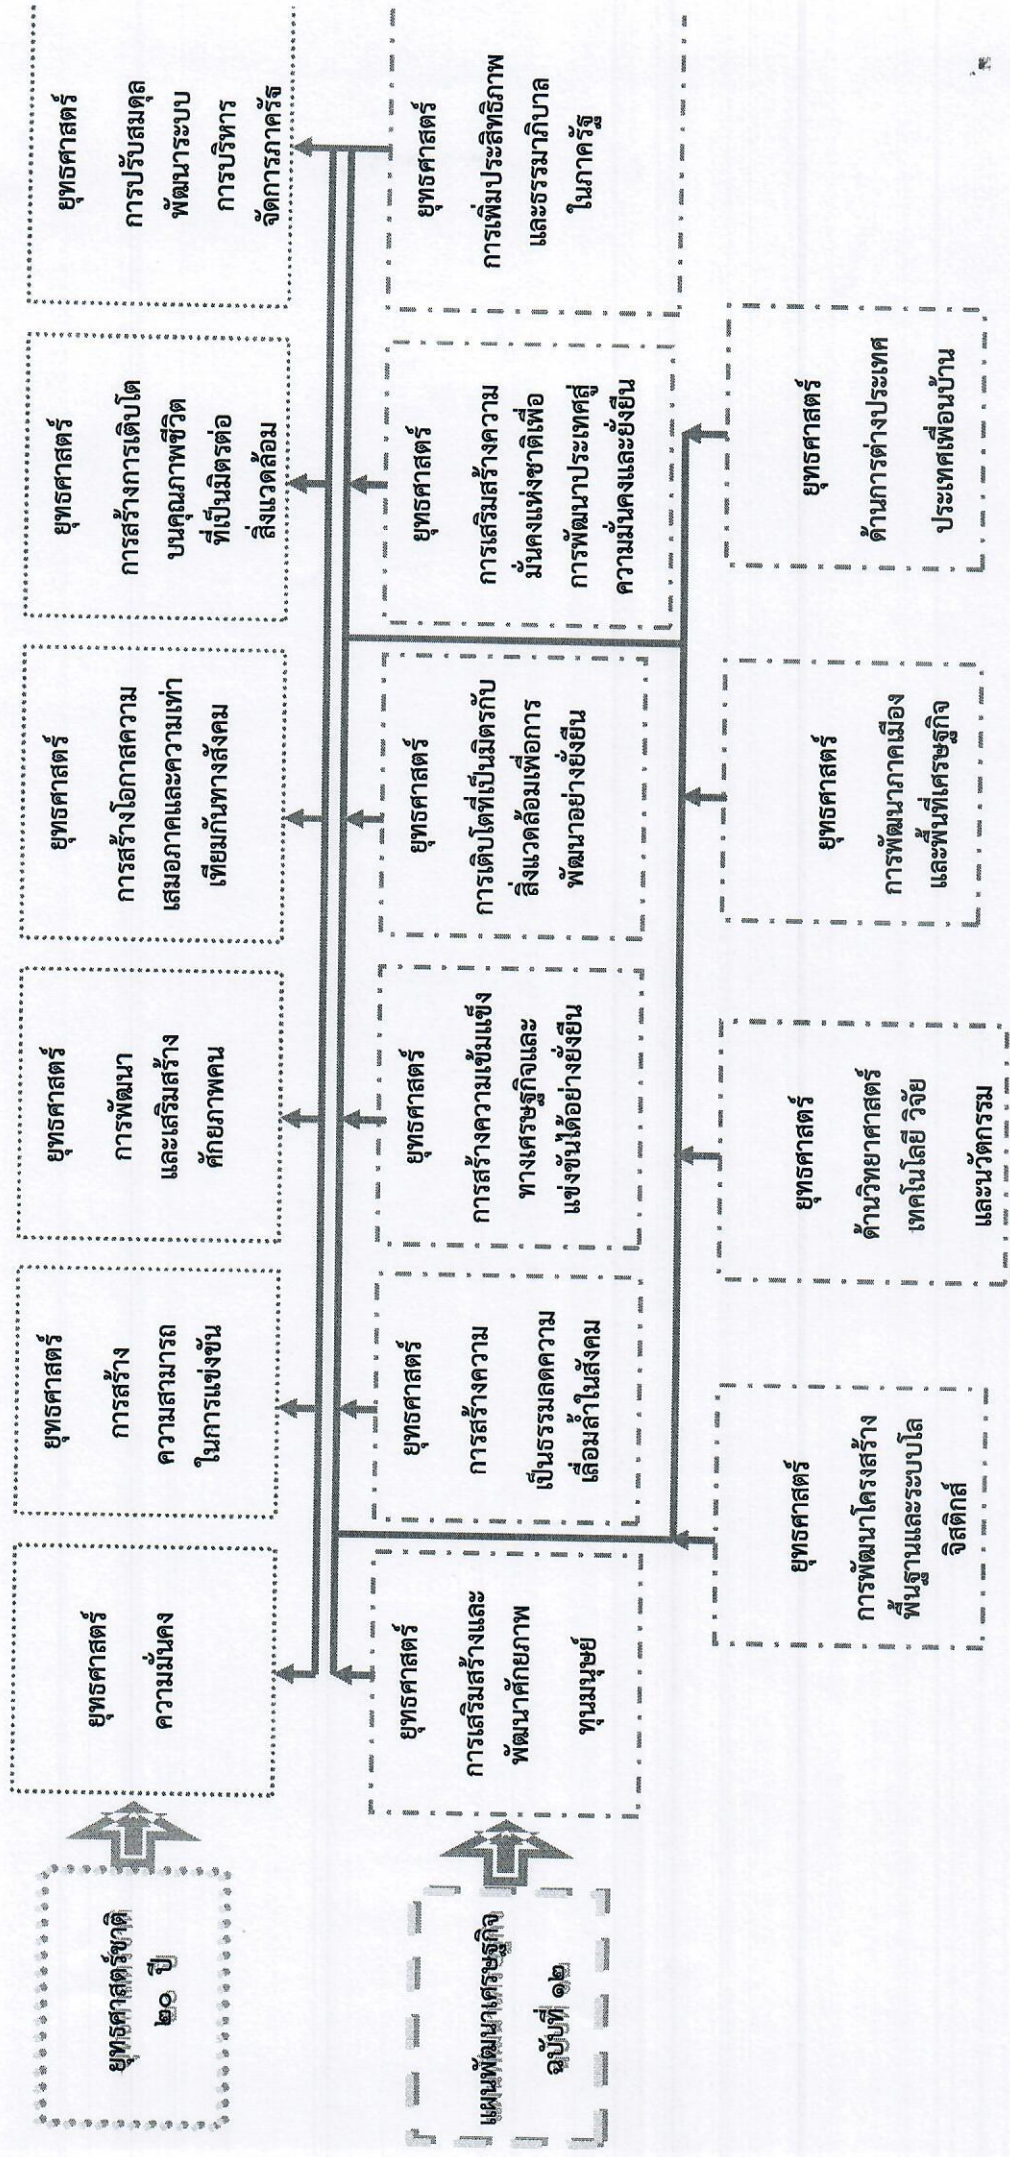 ยุทธศาสตร์ชาติ
๒๐ ปี
ยุทธศาสตร์
ความมั่นคง
ยุทธศาสตร์
การสร้าง
ความสามารถ
ในการแข่งขัน
ยุทธศาสตร์
การพัฒนา
และเสริมสร้าง
ศักยภาพคน
ยุทธศาสตร์
การสร้างโอกาสความ
เสมอภาคและความเท่า
เทียมกันทางสังคม
ยุทธศาสตร์
การสร้างการเติบโต
บนคุณภาพชีวิต
ที่เป็นมิตรต่อ
สิ่งแวดล้อม
ยุทธศาสตร์
การปรับสมดุล
พัฒนาระบบ
การบริหาร
จัดการภาครัฐ
แผนพัฒนาเศรษฐกิจ
ฉบับที่ ๑๒
ยุทธศาสตร์
การเสริมสร้างและ
พัฒนาศักยภาพ
ทุนมนุษย์
ยุทธศาสตร์
การสร้างความ
เป็นธรรมลดความ
เลื่อมล้ำในสังคม
ยุทธศาสตร์
การสร้างความเข้มแข็ง
ทางเศรษฐกิจและ
แข่งขันได้อย่างยั่งยืน
ยุทธศาสตร์
การเติบโตที่เป็นมิตรกับ
สิ่งแวดล้อมเพื่อการ
พัฒนาอย่างยั่งยืน
ยุทธศาสตร์
การเสริมสร้างความ
มั่นคงแห่งชาติเพื่อ
การพัฒนาประเทศสู่
ความมั่นคงและยั่งยืน
ยุทธศาสตร์
การเพิ่มประสิทธิภาพ
และธรรมาภิบาล
ในภาครัฐ
ยุทธศาสตร์
การพัฒนาโครงสร้าง
พื้นฐานและระบบโล
จิสติกส์
ยุทธศาสตร์
ด้านวิทยาศาสตร์
เทคโนโลยี วิจัย
และนวัตกรรม
ยุทธศาสตร์
การพัฒนาภาคเมือง
และพื้นที่เศรษฐกิจ
ยุทธศาสตร์
ด้านการต่างประเทศ
ประเทศเพื่อนบ้าน